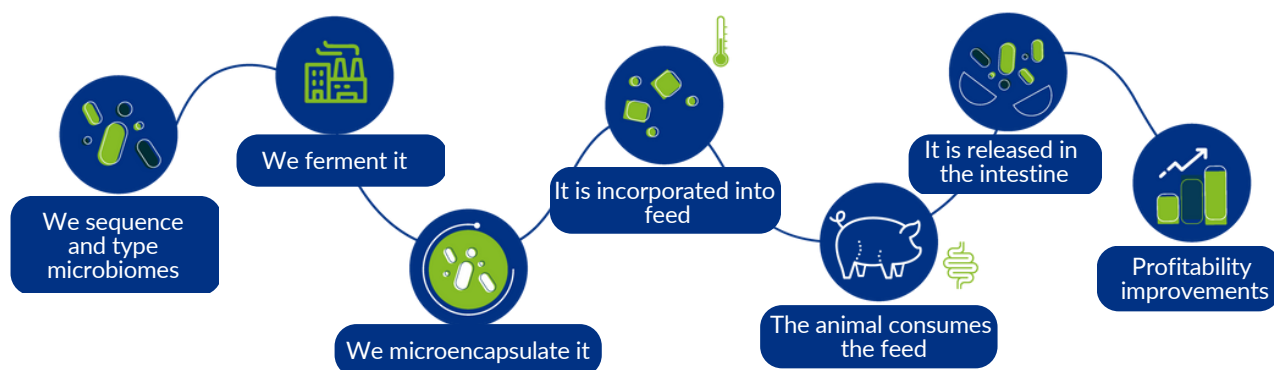 We sequence
and type
microbiomes
We ferment it
We microencapsulate it
It is incorporated into
feed
The animal consumes
the feed
It is released in
the intestine
Profitability
improvements